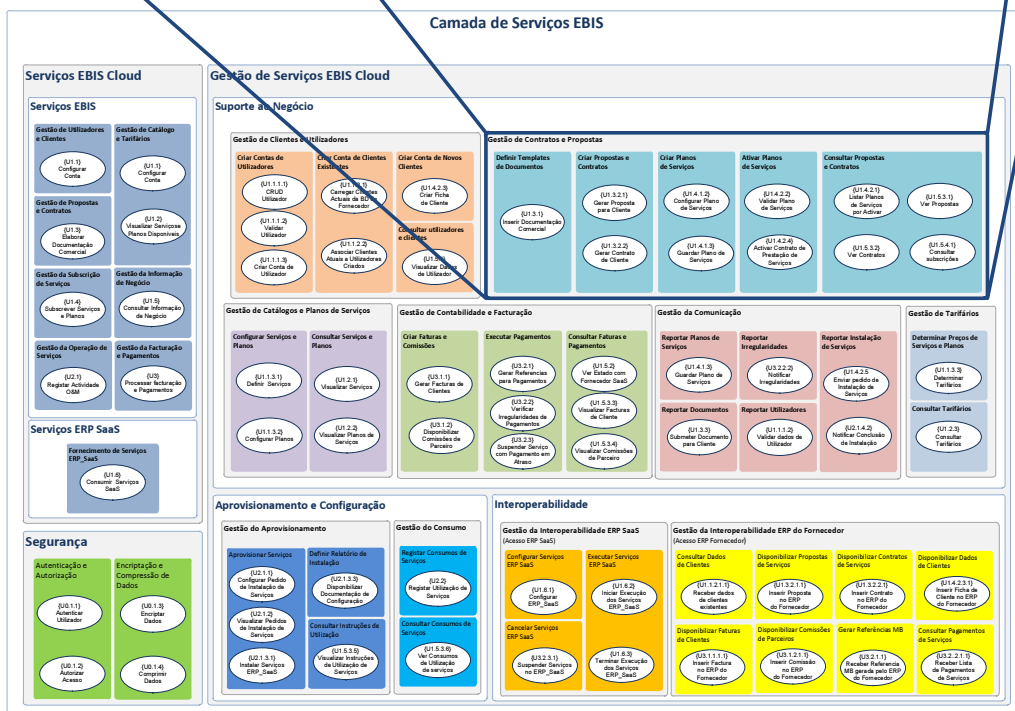 Camada de Serviços EBIS
Serviços EBIS Cloud
Serviços EBIS
Gestão de Utilizadores
e Clientes
{U1.1}
Configurar
Conta
Gestão de Catálogo
e Tarifários
{U1.1}
Configurar
Conta
Gestão de Propostas
e Contratos
{U1.3}
Elaborar
Documentação
Comercial
{U1.2}
Visualizar Serviços e
Planos Disponíveis
Gestão da Subscrição
de Serviços
{U1.4}
Subscrever Serviços
e Planos
Gestão da Informação
de Negócio
{U1.5}
Consultar Informação
de Negócio
Gestão da Operação de
Serviços
{U2.1}
Registar Actividade
O&M
Gestão da Facturação
e Pagamentos
{U3}
Processar facturação
e Pagamentos
Serviços ERP SaaS
Fornecimento de Serviços
ERP_SaaS
{U1.6}
Consumir Serviços
SaaS
Segurança
Autenticação e
Autorização
{U0.1.1}
Autenticar
Utilizador
{U0.1.2}
Autorizar
Acesso
Encriptação e
Compressão de
Dados
{U0.1.3}
Encriptar
Dados
{U0.1.4}
Comprimir
Dados
Gestão de Serviços EBIS Cloud
Suporte ao Negócio
Gestão de Clientes e Utilizadores
Criar Contas de
Utilizadores
{U1.1.1.1}
CRUD
Utilizador
{U1.1.1.2}
Validar
Utilizador
{U1.1.1.3}
Criar Conta de
Utilizador
Criar Conta de Clientes
Existentes
Carregar Clientes
Actuais da BD do
Fornecedor
{U1.1.2.2}
Associar Clientes
Atuais a Utilizadores
Criados
Criar Conta de Novos
Clientes
{U1.4.2.3}
Criar Ficha
de Client
Consultar utilizadores
e clientes
Visualizar Dados
de Utilizador
Gestão de Contratos e Propostas
Definir Templates
de Documentos
{U1.3.1}
Inserir Documentação
Comercial
Criar Propostas e
Contratos
{U1.3.2.1}
Gerar Proposta
para Cliente
{U1.3.2.2}
Gerar Contrato
de Cliente
Criar Planos
de Serviços
{U1.4.1.2}
Configurar Plano
de Serviços
{U1.4.1.3}
Guardar Plano de
Serviços
Ativar Planos
de Serviços
{U1.4.2.2}
Validar Plano
de Serviços
{U1.4.2.4}
Activar Contrato de
Prestação de
Serviços
Consultar Propostas
e Contratos
{U1.4.2.1}
Listar Planos
de Serviços
por Activar
{U1.5.3.1}
Ver Propostas
{U1.5.3.2}
Ver Contratos
{U1.5.4.1}
Consultar
subscrições
Gestão de Catálogos e Planos de Serviços
Configurar Serviços e
Planos
{U1.1.3.1}
Definir Serviços
{U1.1.3.2}
Configurar Planos
Consultar Serviços e
Planos
{U1.2.1}
Visualizar Serviços
{U1.2.2}
Visualizar Planos de
Serviços
Gestão de Contabilidade e Facturação
Criar Faturas e
Comissões
{U3.1.1}
Gerar Facturas de
Clientes
{U3.1.2}
Disponibilizar
Comissões de
Parceiro
Executar Pagamentos
{U3.2.1}
Gerar Referencias
para Pagamentos
{U3.2.2}
Verificar
Irregularidades de
Pagamentos
{U3.2.3}
Suspender Serviço
com Pagamento em
Atraso
Consultar Faturas e
Pagamentos
{U1.5.2}
Ver Estado com
Fornecedor SaaS
{U1.5.3.3}
Visualizar Facturas
de Cliente
{U1.5.3.4}
Visualizar Comissões
de Parceiro
Gestão da Comunicação
Reportar Planos de
Serviços
{U1.4.1.3}
Guardar Plano de
Serviços
Reportar
Irregularidades
{U3.2.2.2}
Notificar
Irregularidades
Reportar Instalação
de Serviços
{U1.4.2.5
Enviar pedido de
Instalação de
Serviços
Reportar Documentos
{U1.3.3}
Submeter Documento
para Cliente
Reportar Utilizadores
{U1.1.1.2}
Validar dados de
Utilizador
{U2.1.4.2}
Notificar Conclusão
de Instalação
Gestão de Tarifários
Determinar Preços de
Serviços e Planos
{U1.1.3.3}
Determinar
Tarifários
Consultar Tarifários
{U1.2.3}
Consultar
Tarifários
Aprovisionamento e Configuração
Gestão do Aprovisionamento
Aprovisionar Serviços
{U2.1.1}
Configurar Pedido
de Instalação de
Serviços
{U2.1.2}
Visualizar Pedidos
de Instalação de
Serviços
{U2.1.3.1}
Instalar Serviços
ERP_SaaS
Definir Relatório de
Instalação
{U2.1.3.3}
Disponibilizar
Documentação de
Configuração
Consultar Instruções de
Utilização
{U1.5.3.5}
Visualizar Instruções
de Utilização de
Serviços
Gestão do Consumo
Registar Consumos de
Serviços
{U2.2}
Registar Utilização de
Serviços
Consultar Consumos de
Serviços
{U1.5.3.6}
Ver Consumos
de Utilização
de serviços
Interoperabilidade
Gestão da Interoperabilidade ERP SaaS
(Acesso ERP SaaS)
Configurar Serviços
ERP SaaS
{U1.6.1}
Configurar
ERP_SaaS
Executar Serviços
ERP SaaS
{U1.6.2}
Iniciar Execução
dos Serviços
ERP_SaaS
Cancelar Serviços
ERP SaaS
{U3.2.3.1}
Suspender Serviços
no ERP_SaaS
{U1.6.3}
Terminar Execução
dos Serviços
ERP_SaaS
Gestão da Interoperabilidade ERP do Fornecedor
(Acesso ERP Fornecedor)
Consultar Dados
de Clientes
{U1.1.2.1.1}
Receber dados
de clientes
existentes
Disponibilizar Propostas
de Serviços
{U1.3.2.1.1}
Inserir Proposta
no ERP
do Fornecedor
Disponibilizar Contratos
de Serviços
{U1.3.2.2.1}
Inserir Contrato
no ERP do
Fornecedor
Disponibilizar Dados
de Clientes
{U1.4.2.3.1}
Inserir Ficha de
Cliente no ERP
do Fornecedor
Disponibilizar Faturas
de Clientes
{U3.1.1.1.1}
Inserir Factura
no ERP do
Fornecedor
Disponibilizar Comissões
de Parceiros
{U3.1.2.1.1}
Inserir Comissão
no ERP
do Fornecedor
Gerar Referências MB
{U3.2.1.1}
Receber Referencia
MB gerada pelo ERP
do Fornecedor
Consultar Pagamentos
de Serviços
{U3.2..2.1.1}
Receber Lista
de Pagamentos
de Serviços